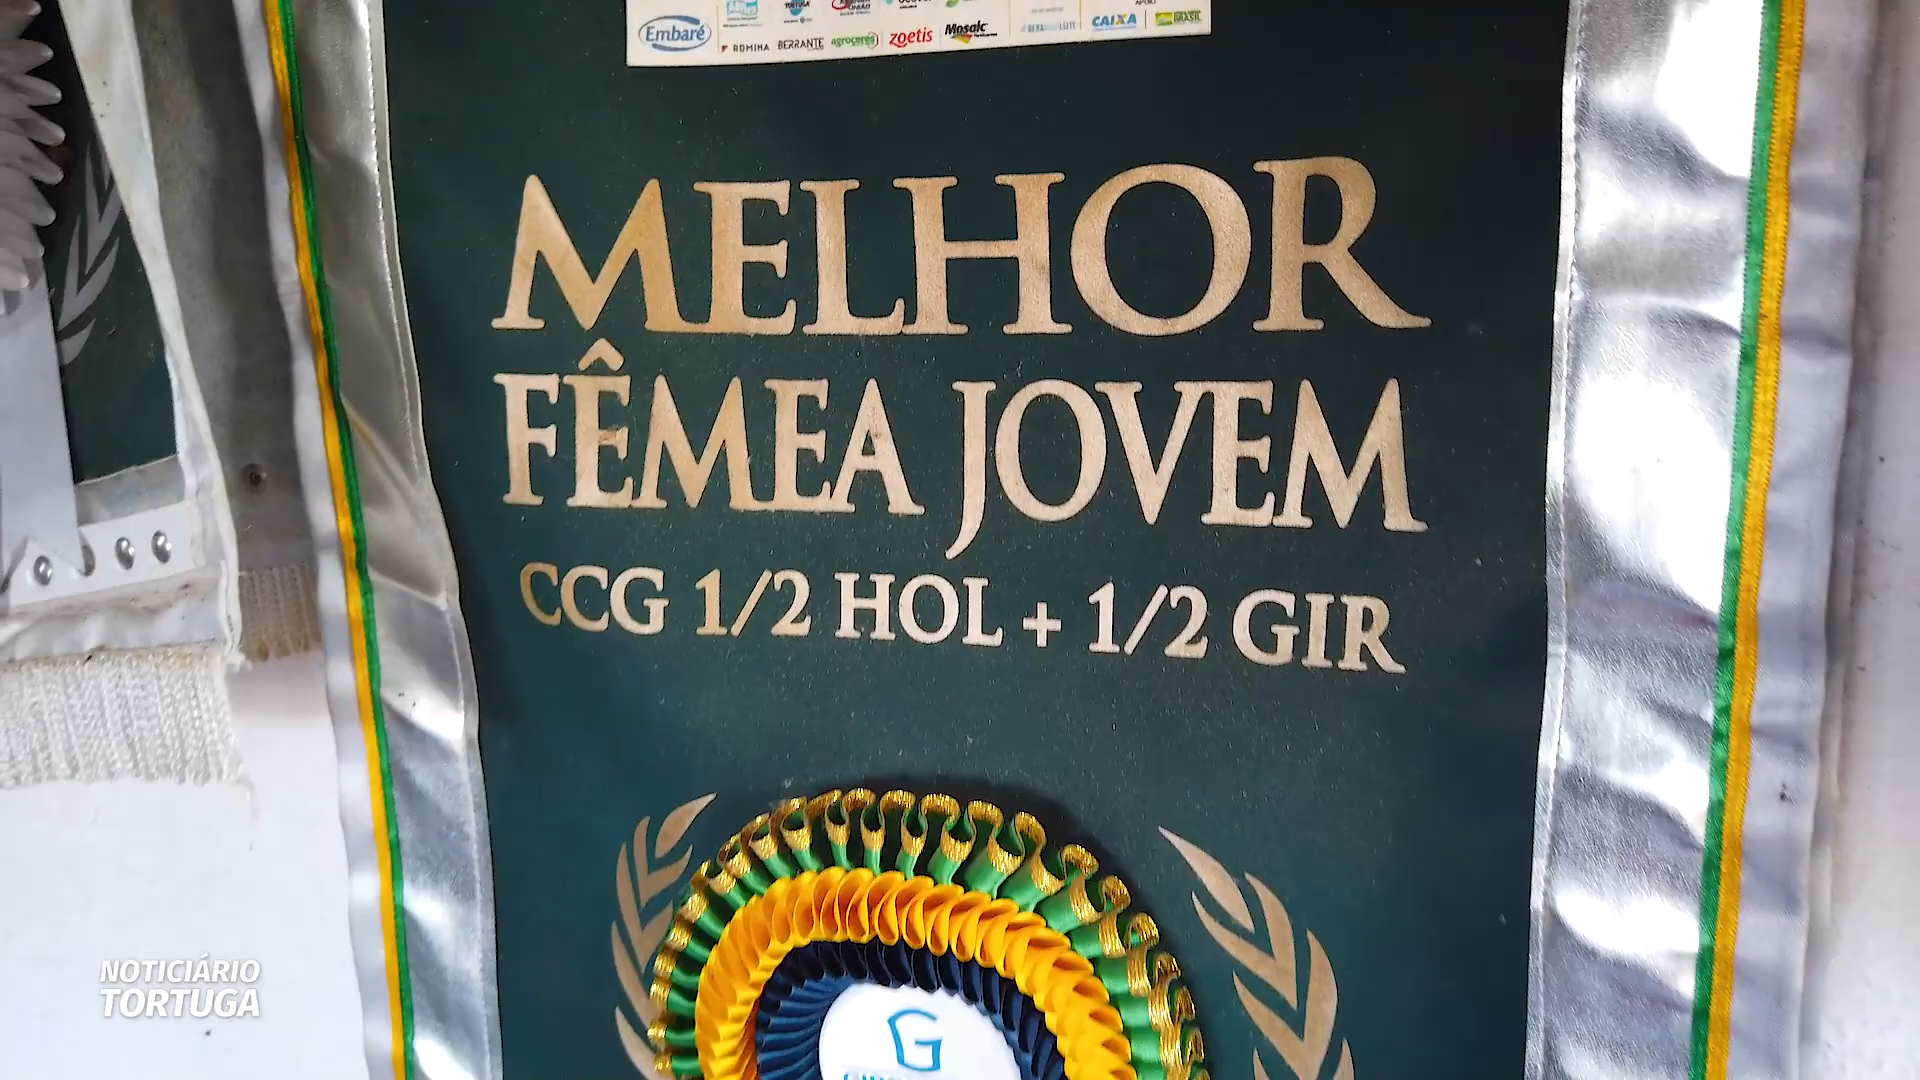 TORTUGA
Embaré
ROMINA BERRANTE agroceres zoetis Mosaic
CAIXA
BRASIL
MELHOR
FÊMEA JOVEM
CCG 1/2 HOL + 1/2 GIR
G
NOTICIÁRIO
TORTUGA